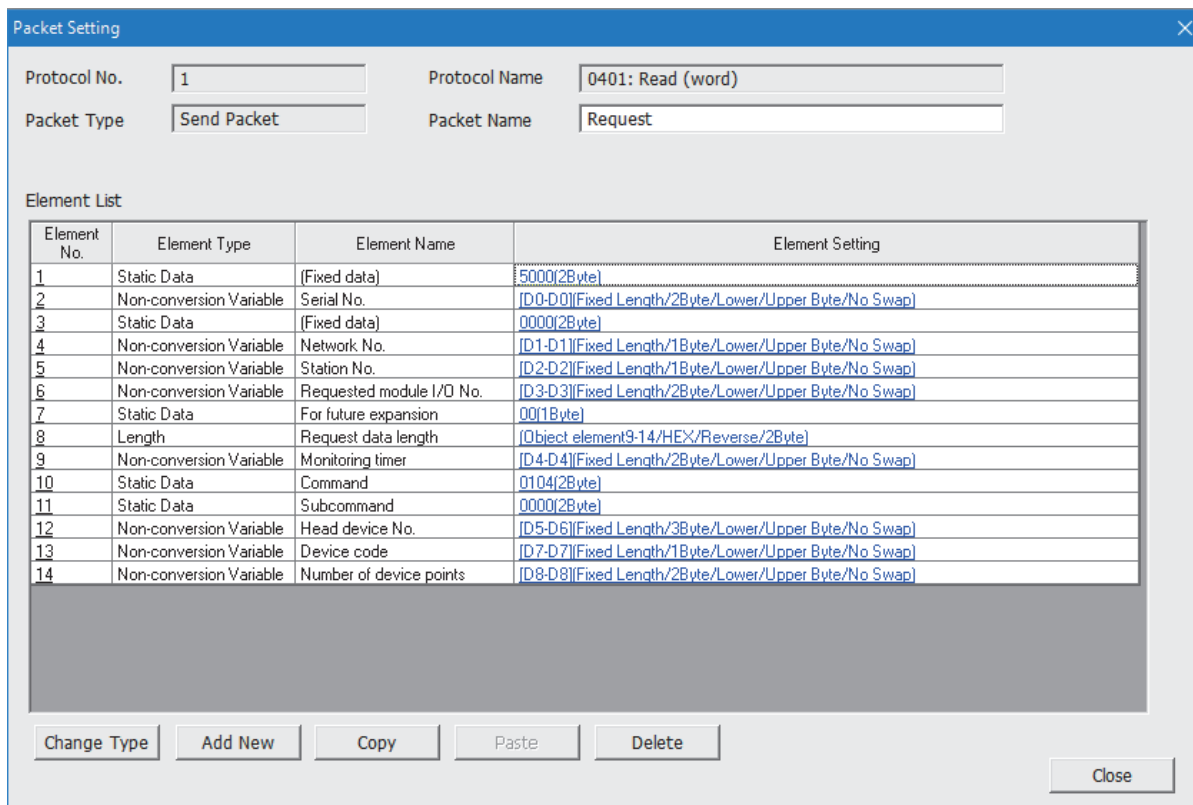 Packet Setting
Protocol No. 1 Protocol Name 0401: Read (word)
Packet Type Send Packet Packet Name Request
Element List
Element No. Element Type Element Name Element Setting
1 Static Data (Fixed data) 5000(2Byte)
2 Non-conversion Variable Serial No. [D0-D0](Fixed Length/2Byte/Lower/Upper Byte/No Swap)
3 Static Data (Fixed data) 0000(2Byte)
4 Non-conversion Variable Network No. [D1-D1](Fixed Length/1Byte/Lower/Upper Byte/No Swap)
5 Non-conversion Variable Station No. [D2-D2](Fixed Length/1Byte/Lower/Upper Byte/No Swap)
6 Non-conversion Variable Requested module I/O No. [D3-D3](Fixed Length/2Byte/Lower/Upper Byte/No Swap)
7 Static Data For future expansion 00(1Byte)
8 Length Request data length (Object element9-14/HEX/Reverse/2Byte)
9 Non-conversion Variable Monitoring timer [D4-D4](Fixed Length/2Byte/Lower/Upper Byte/No Swap)
10 Static Data Command 0104(2Byte)
11 Static Data Subcommand 0000(2Byte)
12 Non-conversion Variable Head device No. [D5-D6](Fixed Length/3Byte/Lower/Upper Byte/No Swap)
13 Non-conversion Variable Device code [D7-D7](Fixed Length/1Byte/Lower/Upper Byte/No Swap)
14 Non-conversion Variable Number of device points [D8-D8](Fixed Length/2Byte/Lower/Upper Byte/No Swap)
Change Type Add New Copy Paste Delete
Close